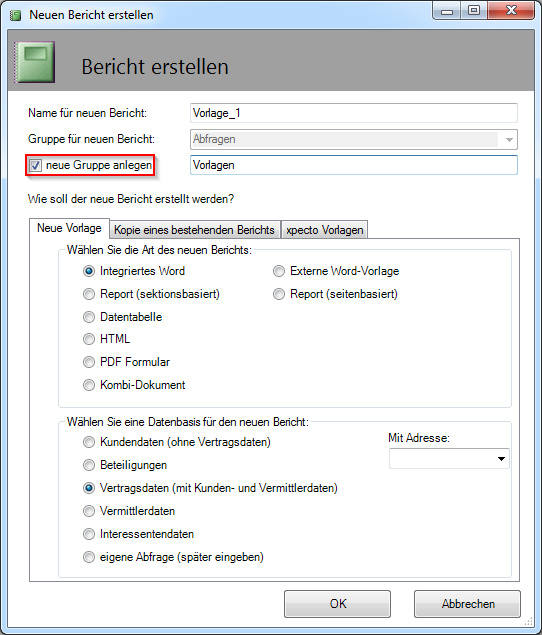 Neuen Bericht erstellen
Bericht erstellen
Name für neuen Bericht: Vorlage_1
Gruppe für neuen Bericht: Abfragen
neue Gruppe anlegen Vorlagen
Wie soll der neue Bericht erstellt werden?
Neue Vorlage Kopie eines bestehenden Berichts xpecto Vorlagen
Wählen Sie die Art des neuen Berichts:
Integriertes Word Externe Word-Vorlage
Report (sektionsbasiert) Report (seitenbasiert)
Datentabelle
HTML
PDF Formular
Kombi-Dokument
Wählen Sie eine Datenbasis für den neuen Bericht:
Kundendaten (ohne Vertragsdaten) Mit Adresse:
Beteiligungen
Vertragsdaten (mit Kunden- und Vermittlerdaten)
Vermittlerdaten
Interessentendaten
eigene Abfrage (später eingeben)
OK Abbrechen